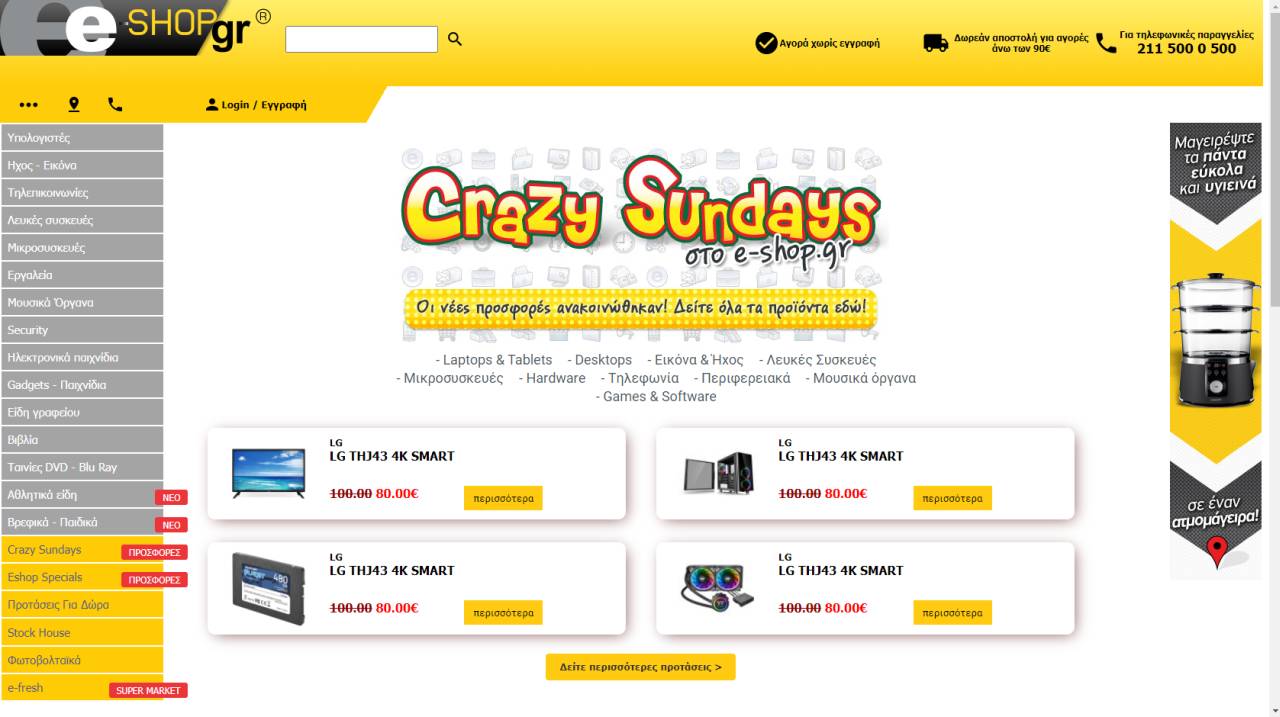 e-SHOP.gr ®
Αγορά χωρίς εγγραφή
Δωρεάν αποστολή για αγορές
άνω των 90€
Για τηλεφωνικές παραγγελίες
211 500 0 500
Login / Εγγραφή
Υπολογιστές
Ηχος - Εικόνα
Τηλεπικοινωνίες
Λευκές συσκευές
Μικροσυσκευές
Εργαλεία
Μουσικά Όργανα
Security
Ηλεκτρονικά παιχνίδια
Gadgets - Παιχνίδια
Είδη γραφείου
Βιβλία
Ταινίες DVD - Blu Ray
Αθλητικά είδη ΝΕΟ
Βρεφικά - Παιδικά ΝΕΟ
Crazy Sundays ΠΡΟΣΦΟΡΕΣ
Eshop Specials ΠΡΟΣΦΟΡΕΣ
Προτάσεις Για Δώρα
Stock House
Φωτοβολταϊκά
e-fresh SUPER MARKET
Crazy Sundays
στο e-shop.gr
Οι νέες προσφορές ανακοινώθηκαν! Δείτε όλα τα προϊόντα εδώ!
- Laptops & Tablets - Desktops - Εικόνα & Ήχος - Λευκές Συσκευές
- Μικροσυσκευές - Hardware - Τηλεφωνία - Περιφερειακά - Μουσικά όργανα
- Games & Software
LG
LG THJ43 4K SMART
100.00 80.00€ περισσότερα
LG
LG THJ43 4K SMART
100.00 80.00€ περισσότερα
LG
LG THJ43 4K SMART
100.00 80.00€ περισσότερα
480
LG
LG THJ43 4K SMART
100.00 80.00€ περισσότερα
Δείτε περισσότερες προτάσεις >
Μαγειρέψτε
τα πάντα
εύκολα
και υγιεινά
σε έναν
ατμομάγειρα!